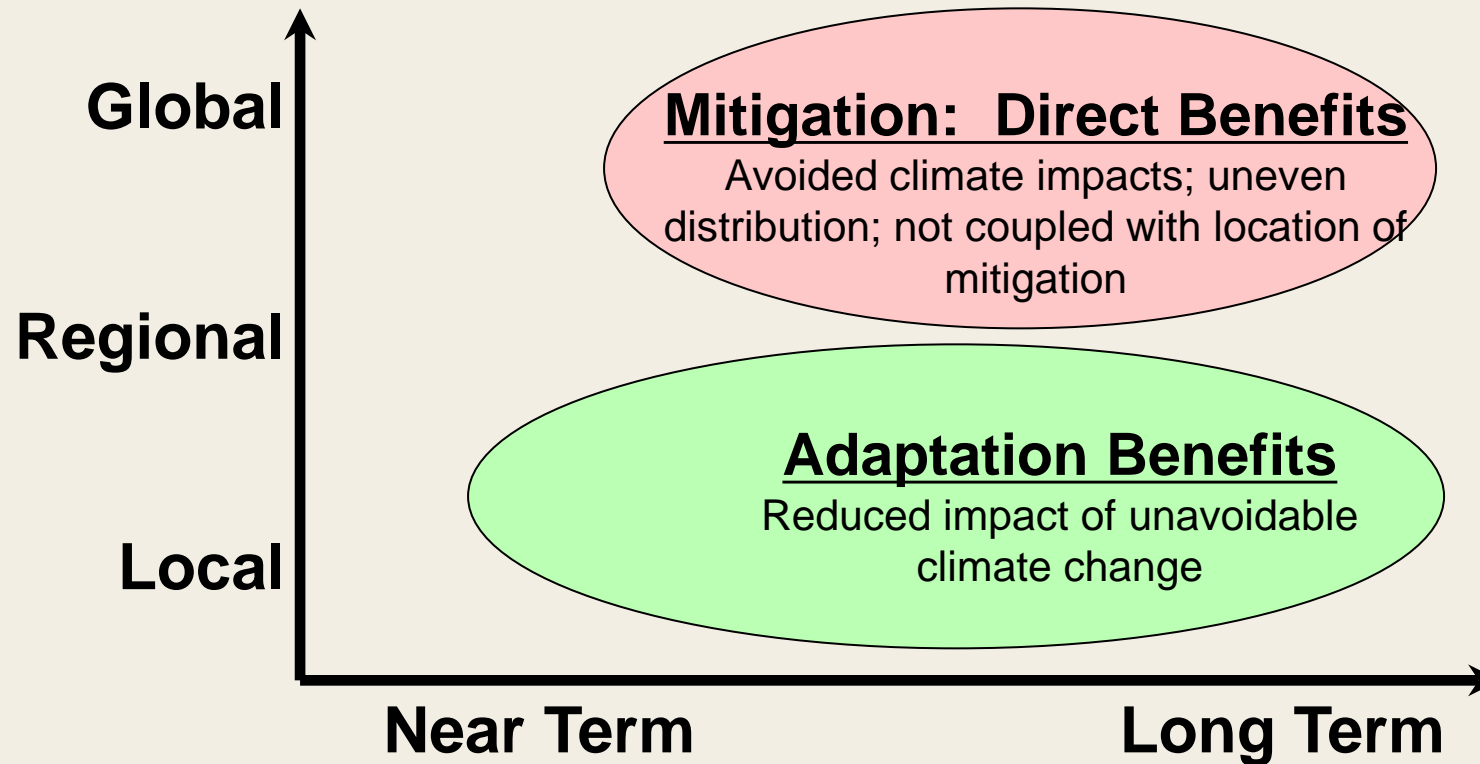 Global
Mitigation:  Direct Benefits
Avoided climate impacts; uneven
distribution; not coupled with location of
mitigation
Regional
Adaptation Benefits
Reduced impact of unavoidable
climate change
Local
Near Term
Long Term